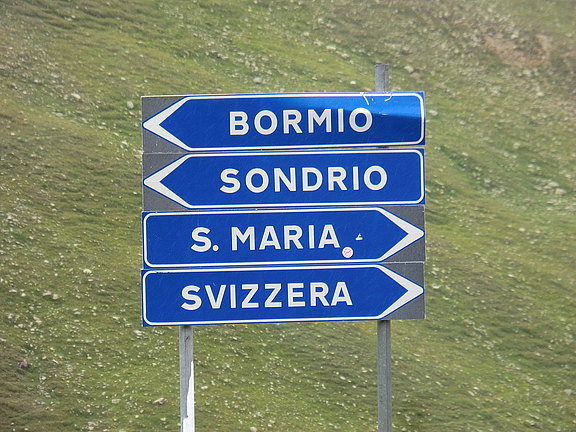 BORMIO
SONDRIO
S. MARIA
SVIZZERA